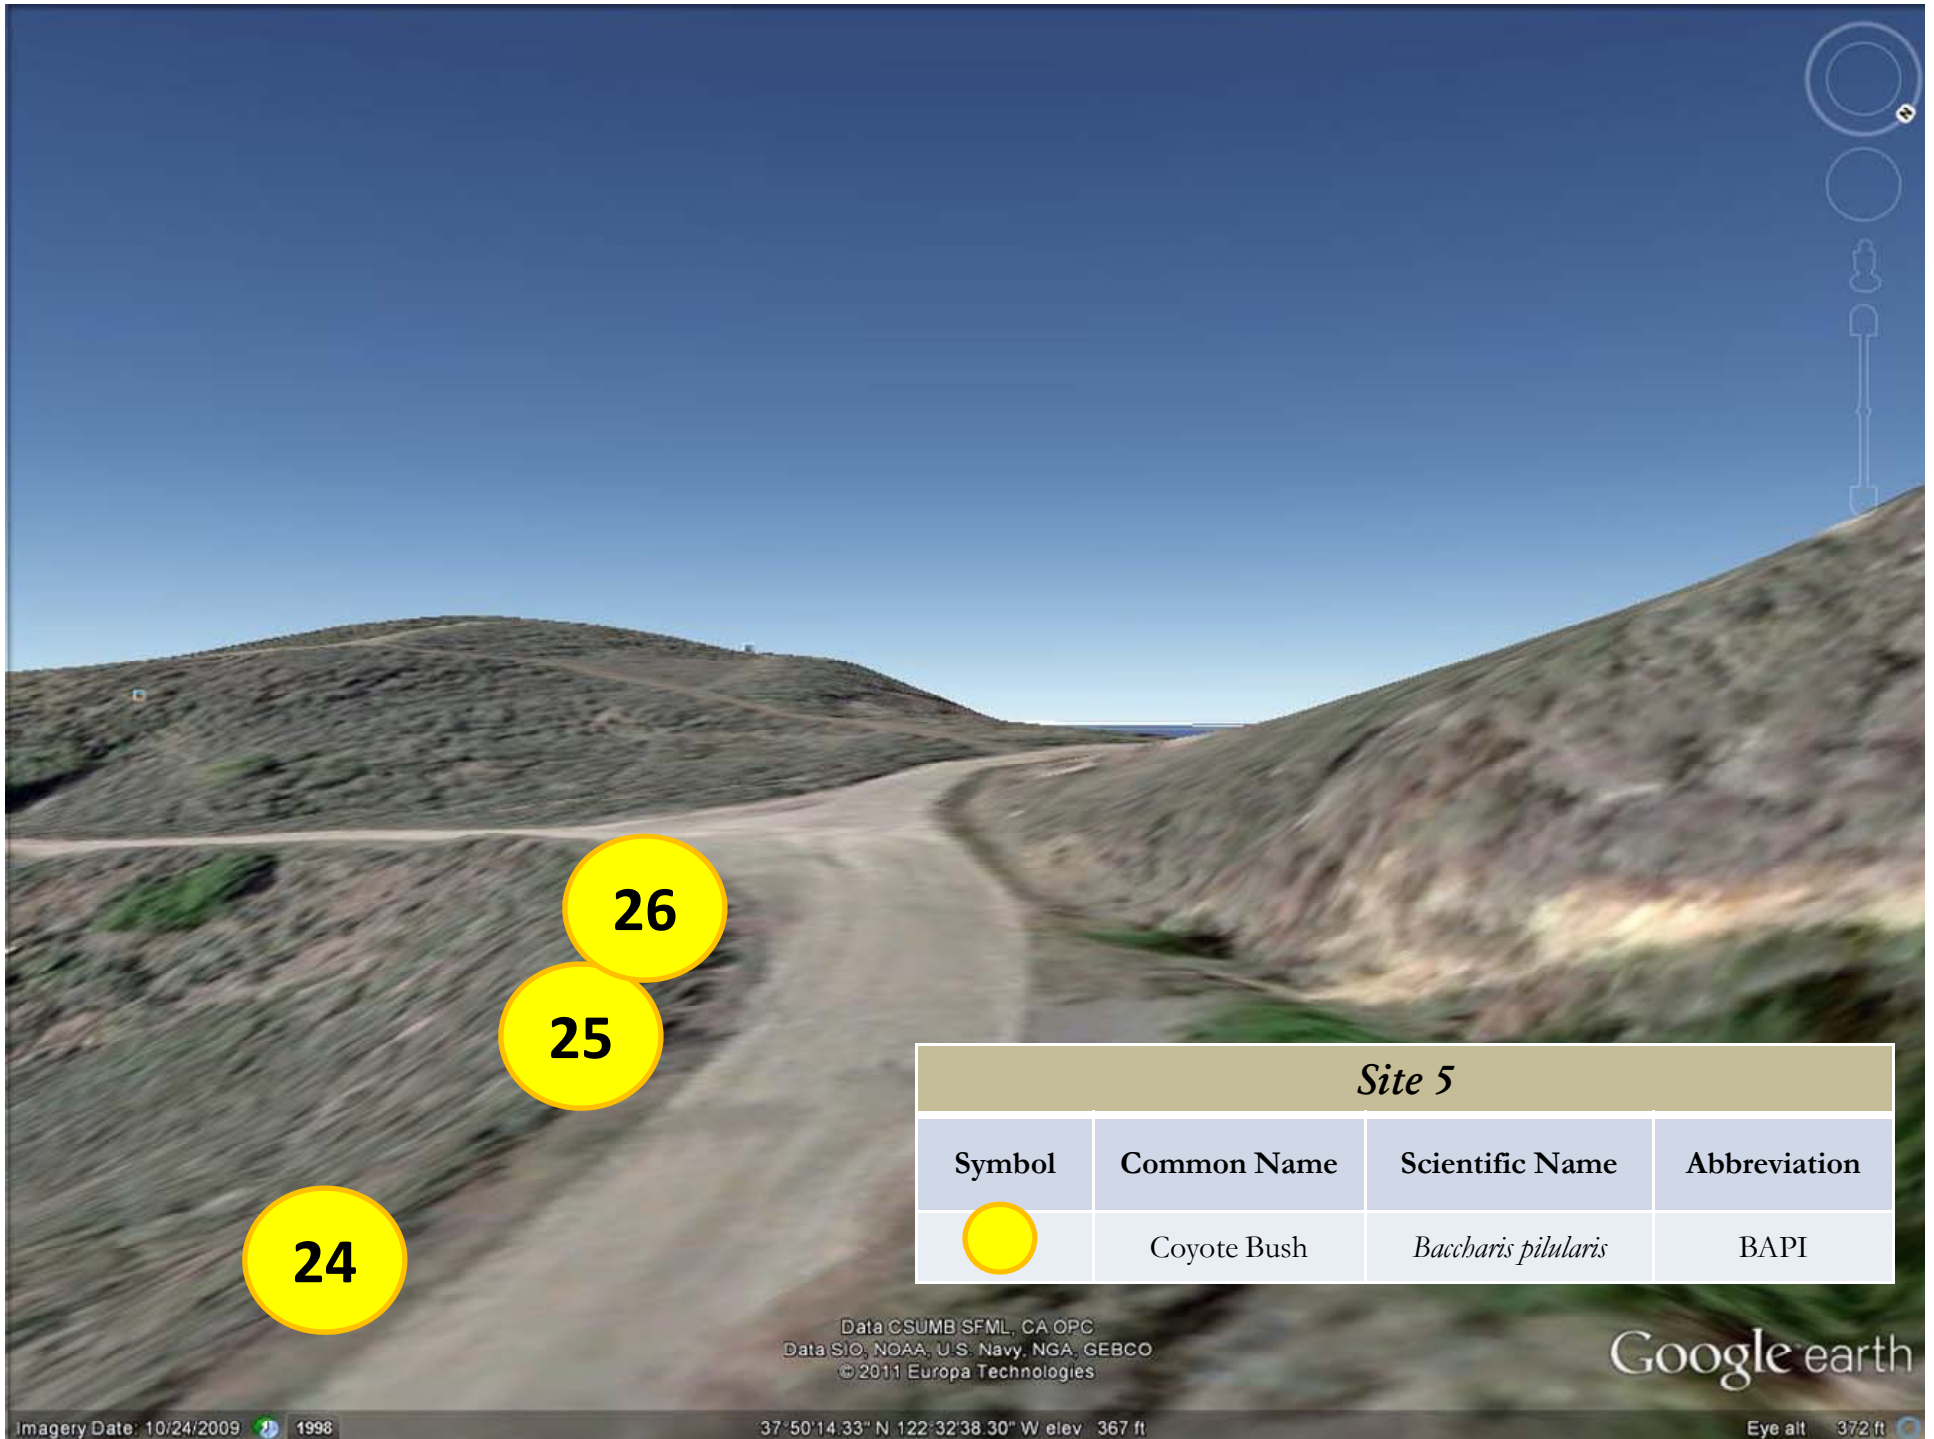 N
26
25
24
Site 5
Symbol Common Name Scientific Name Abbreviation
Coyote Bush Baccharis pilularis BAPI
Data CSUMB SFML, CA OPC
Data SIO, NOAA, U.S. Navy, NGA, GEBCO
© 2011 Europa Technologies
Google earth
Imagery Date: 10/24/2009 1998 37°50'14.33" N 122°32'38.30" W elev 367 ft Eye alt 372 ft